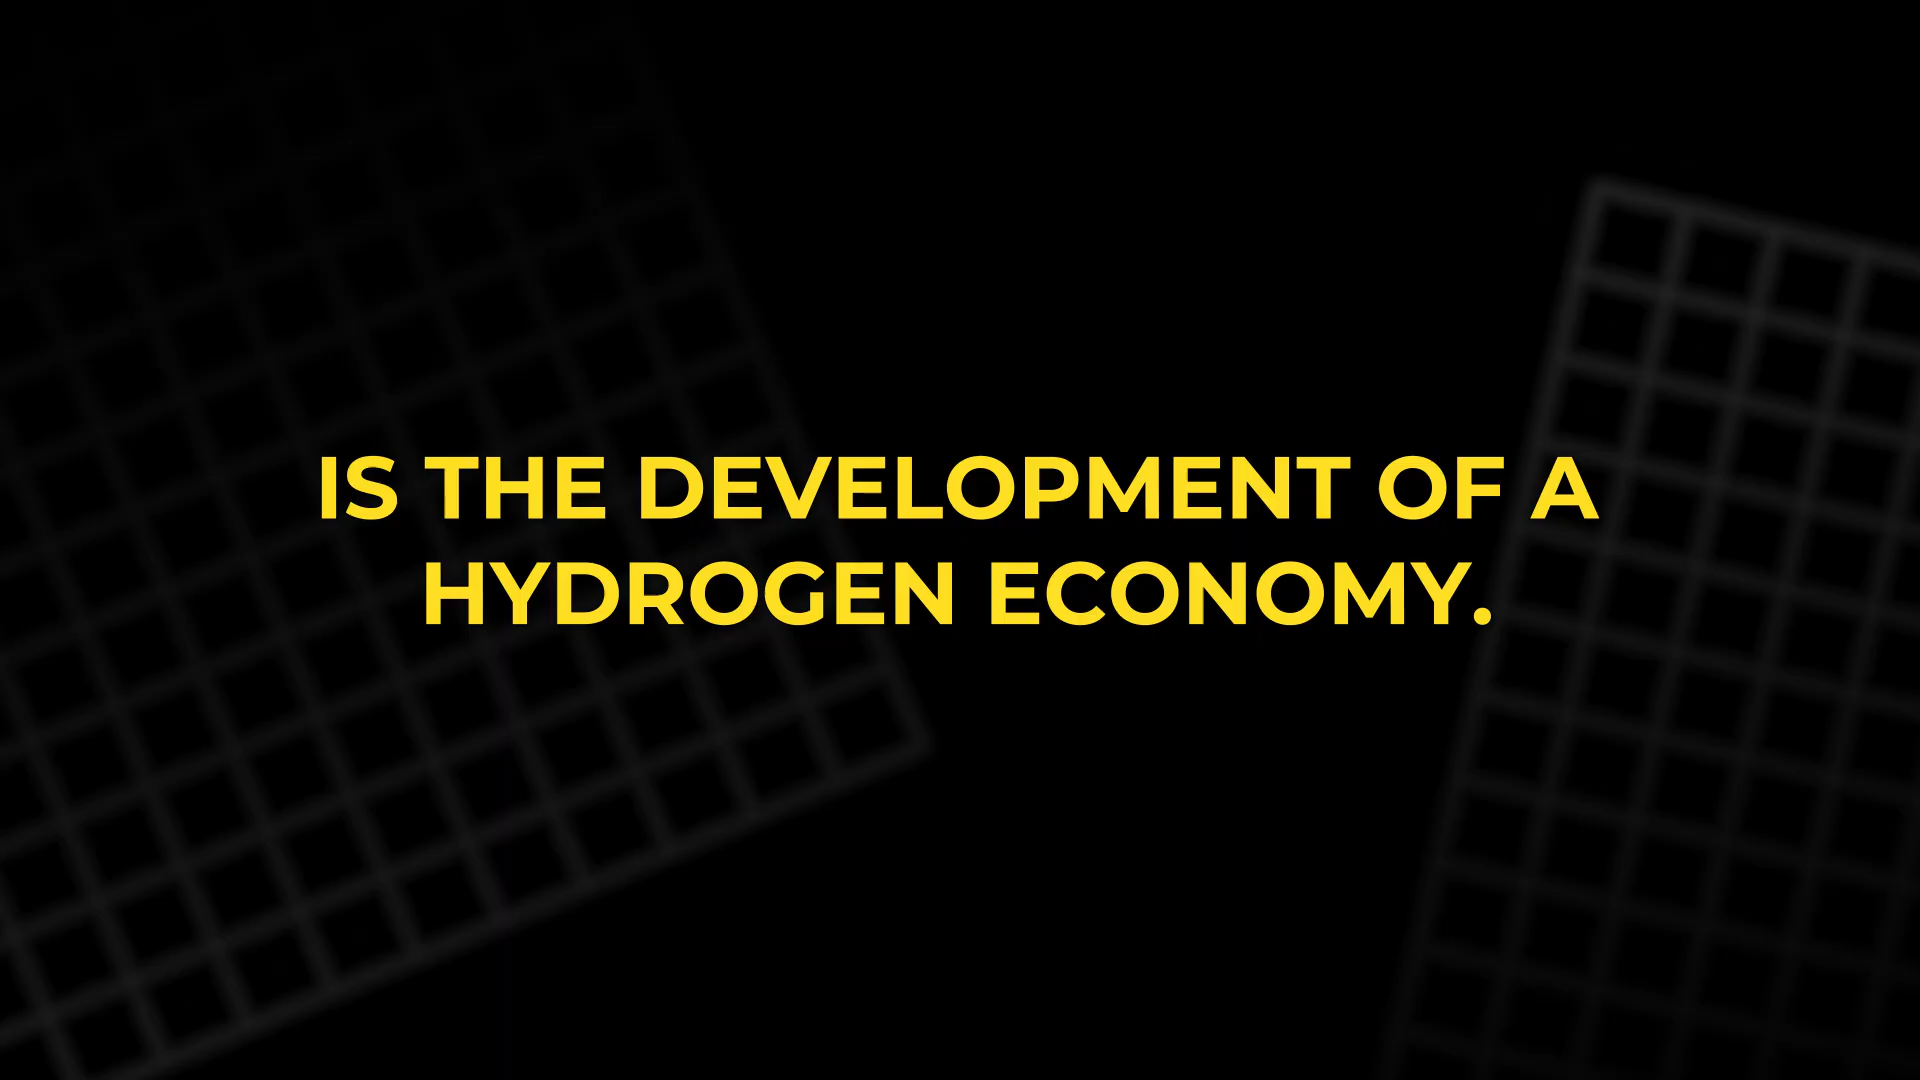 IS THE DEVELOPMENT OF A
HYDROGEN ECONOMY.